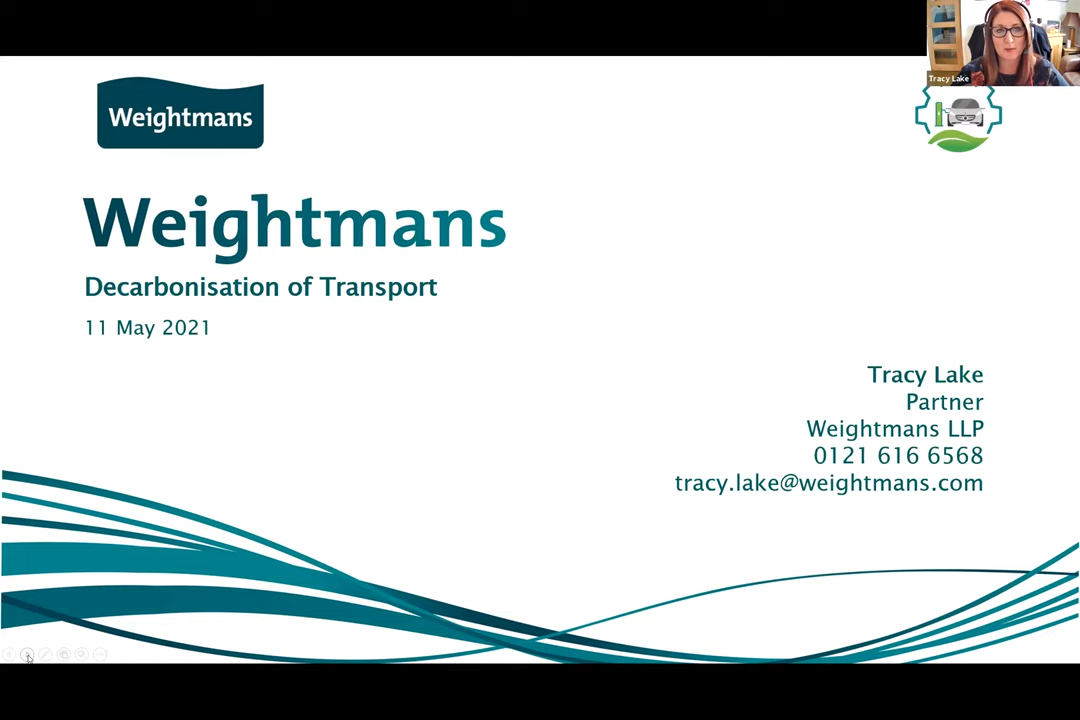 Tracy Lake
Weightmans
Weightmans
Decarbonisation of Transport
11 May 2021
Tracy Lake
Partner
Weightmans LLP
0121 616 6568
tracy.lake@weightmans.com